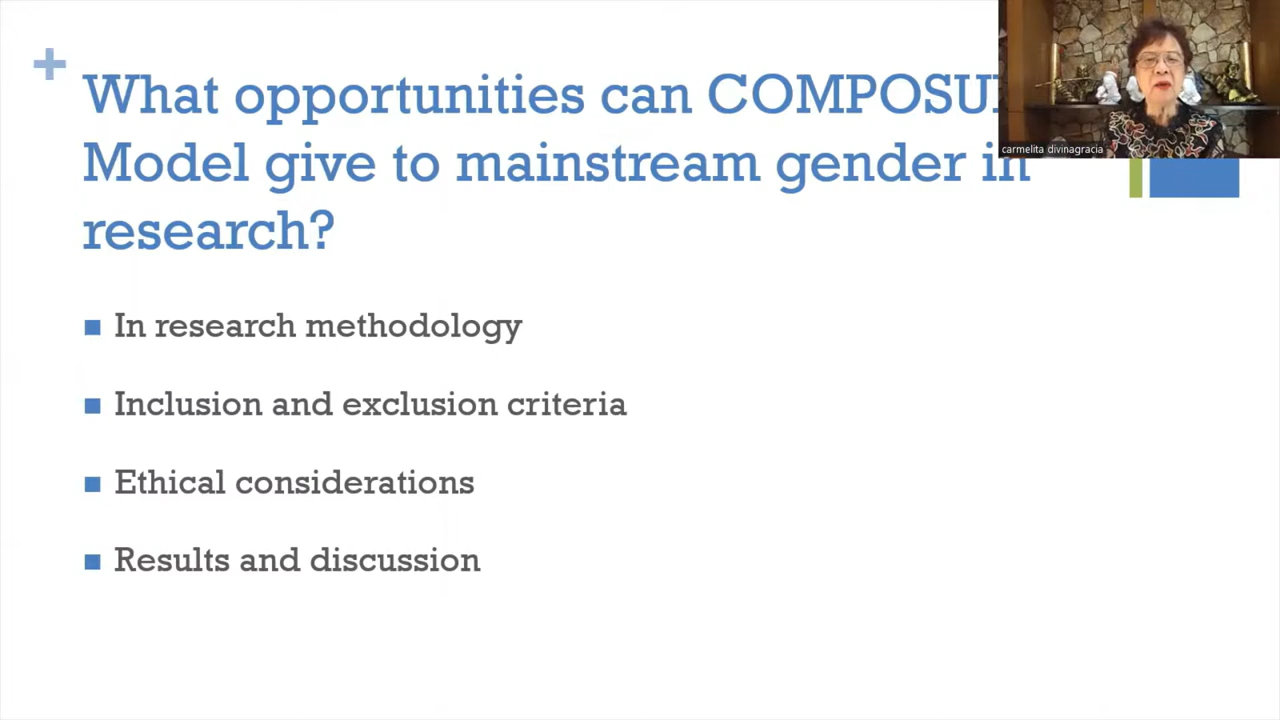 What opportunities can COMPOSU
Model give to mainstream gender in
research?
In research methodology
Inclusion and exclusion criteria
Ethical considerations
Results and discussion
carmelita divinagracia